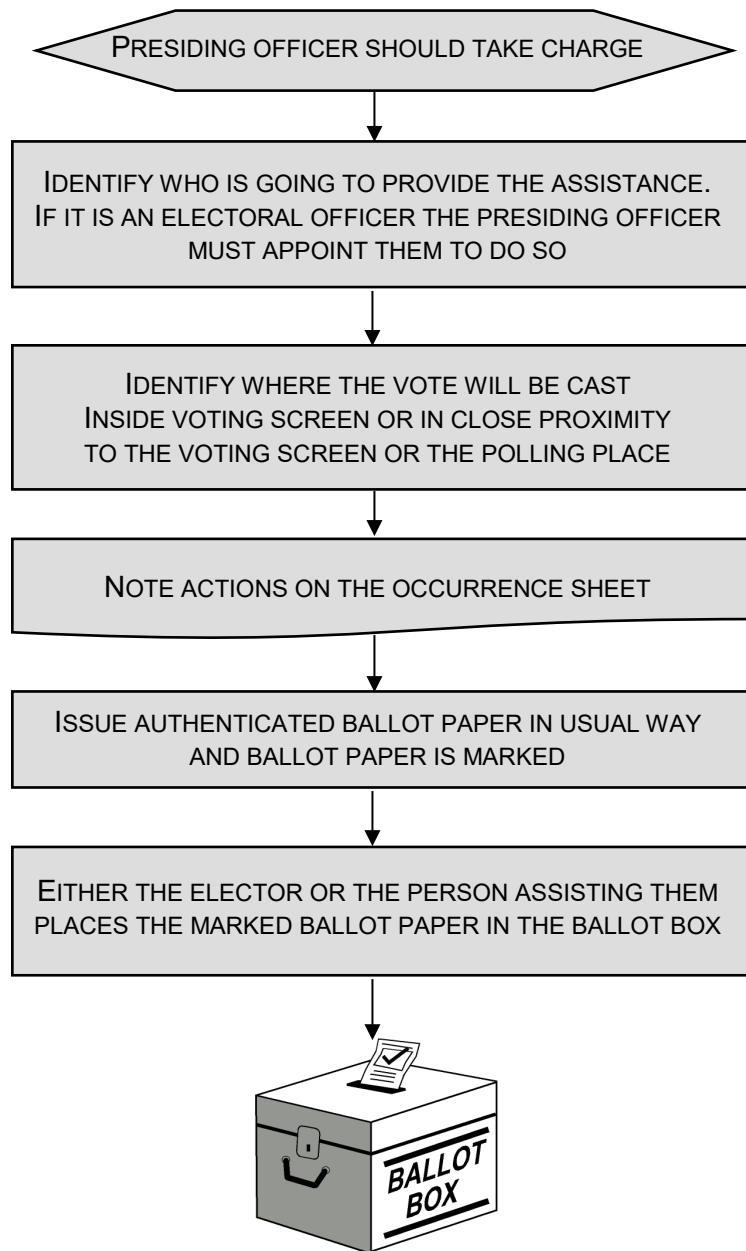 PRESIDING OFFICER SHOULD TAKE CHARGE
IDENTIFY WHO IS GOING TO PROVIDE THE ASSISTANCE.
IF IT IS AN ELECTORAL OFFICER THE PRESIDING OFFICER
MUST APPOINT THEM TO DO SO
IDENTIFY WHERE THE VOTE WILL BE CAST
INSIDE VOTING SCREEN OR IN CLOSE PROXIMITY
TO THE VOTING SCREEN OR THE POLLING PLACE
NOTE ACTIONS ON THE OCCURRENCE SHEET
ISSUE AUTHENTICATED BALLOT PAPER IN USUAL WAY
AND BALLOT PAPER IS MARKED
EITHER THE ELECTOR OR THE PERSON ASSISTING THEM
PLACES THE MARKED BALLOT PAPER IN THE BALLOT BOX
BALLOT
BOX